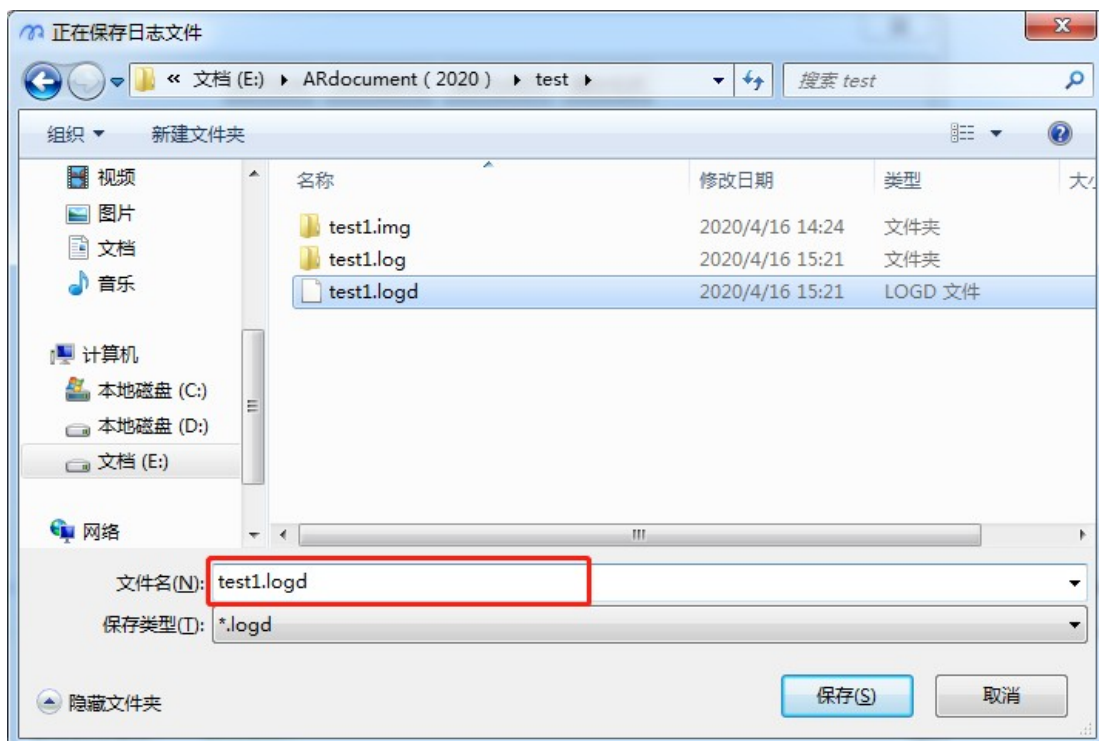 正在保存日志文件
« 文档 (E:) ▸ ARdocument ( 2020 ) ▸ test ▸
搜索 test
组织 ▼ 新建文件夹
视频
图片
文档
音乐
计算机
本地磁盘 (C:)
本地磁盘 (D:)
文档 (E:)
网络
名称 修改日期 类型 大小
test1.img 2020/4/16 14:24 文件夹
test1.log 2020/4/16 15:21 文件夹
test1.logd 2020/4/16 15:21 LOGD 文件
文件名(N): test1.logd
保存类型(T): *.logd
隐藏文件夹 保存(S) 取消